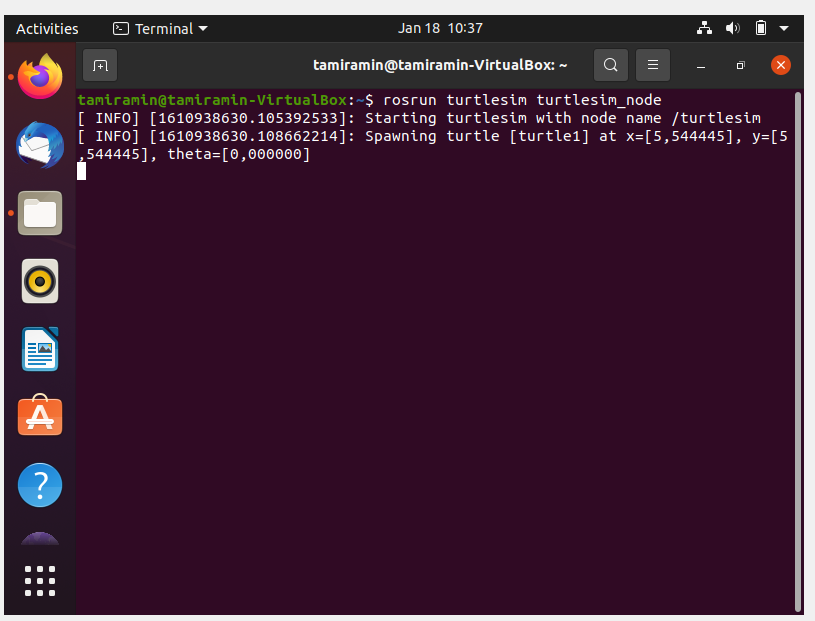 Activities Terminal Jan 18 10:37
tamiramin@tamiramin-VirtualBox: ~
tamiramin@tamiramin-VirtualBox:~$ rosrun turtlesim turtlesim_node
[ INFO] [1610938630.105392533]: Starting turtlesim with node name /turtlesim
[ INFO] [1610938630.108662214]: Spawning turtle [turtle1] at x=[5,544445], y=[5
,544445], theta=[0,000000]